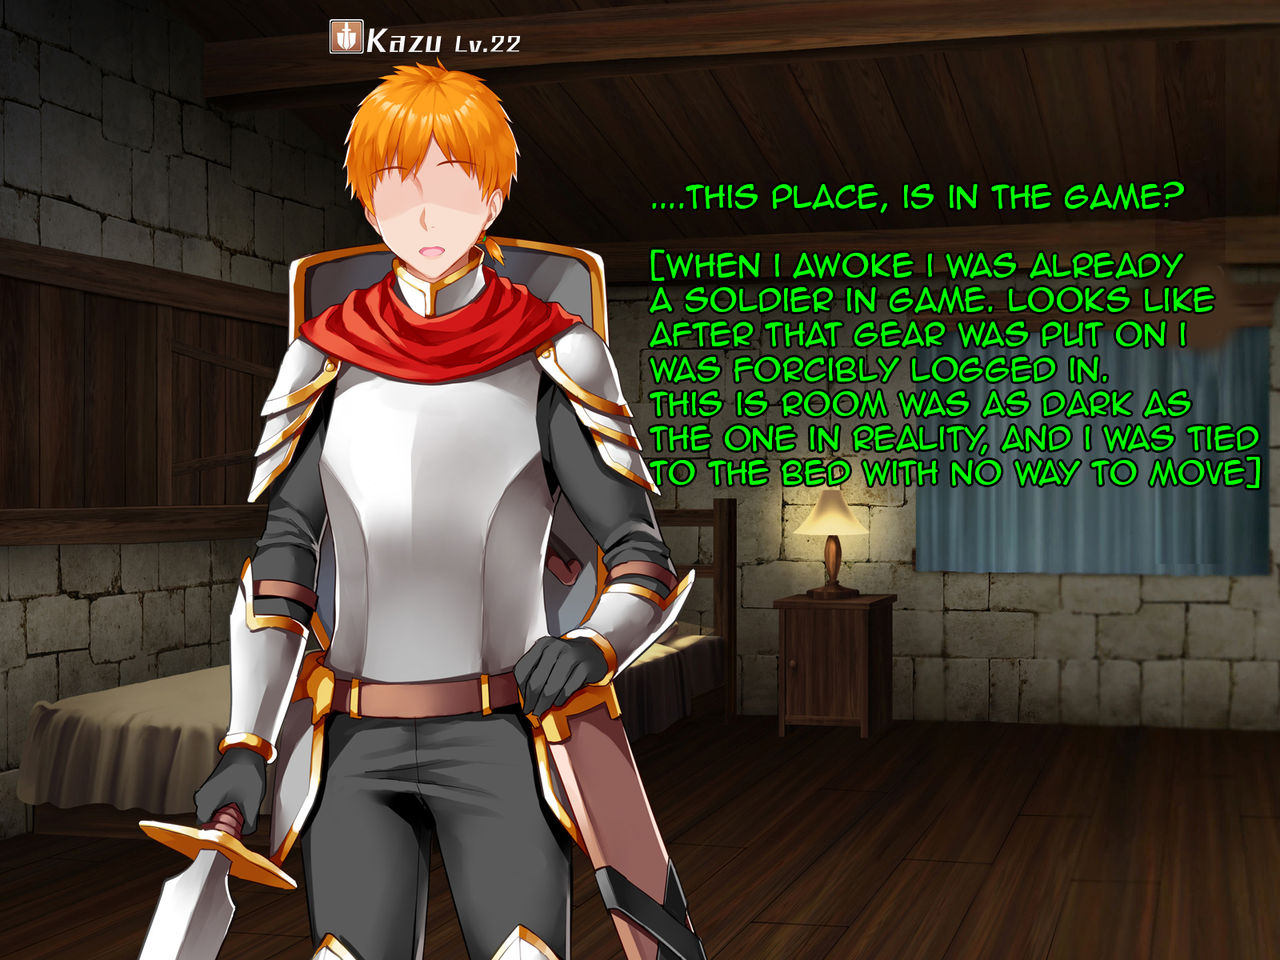 Kazu Lv.22
....THIS PLACE, IS IN THE GAME?
[WHEN I AWOKE I WAS ALREADY
A SOLDIER IN GAME. LOOKS LIKE
AFTER THAT GEAR WAS PUT ON I
WAS FORCIBLY LOGGED IN.
THIS IS ROOM WAS AS DARK AS
THE ONE IN REALITY, AND I WAS TIED
TO THE BED WITH NO WAY TO MOVE]